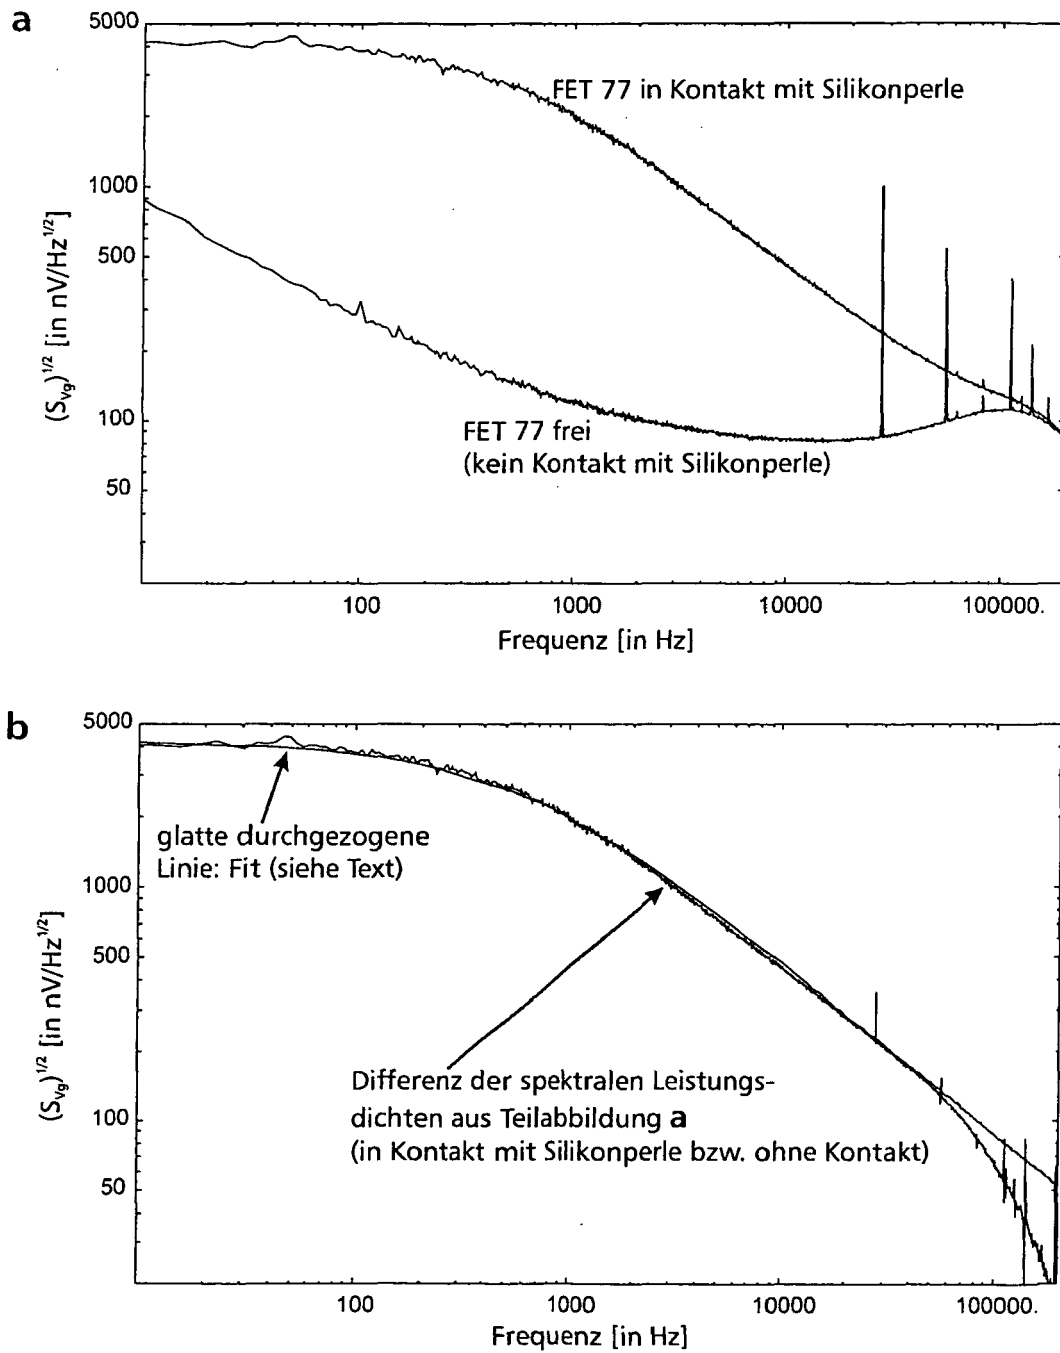 a
5000
1000
500
100
50
(S_Vg)^1/2 [in nV/Hz^1/2]
FET 77 in Kontakt mit Silikonperle
FET 77 frei
(kein Kontakt mit Silikonperle)
100
1000
10000
100000.
Frequenz [in Hz]
b
5000
1000
500
100
50
(S_Vg)^1/2 [in nV/Hz^1/2]
glatte durchgezogene
Linie: Fit (siehe Text)
Differenz der spektralen Leistungs-
dichten aus Teilabbildung a
(in Kontakt mit Silikonperle bzw. ohne Kontakt)
100
1000
10000
100000.
Frequenz [in Hz]